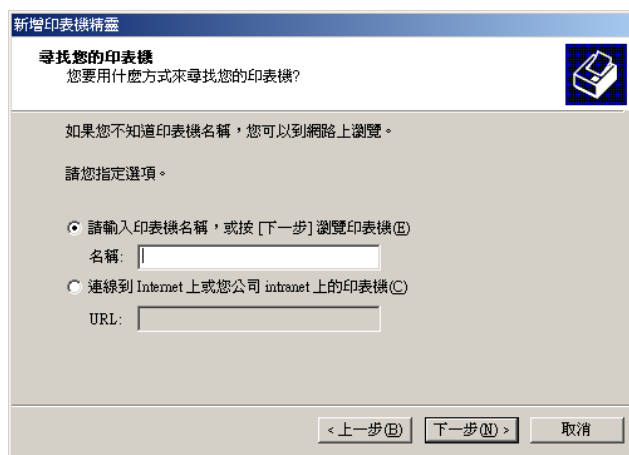 新增印表機精靈
尋找您的印表機
您要用什麼方式來尋找您的印表機?
如果您不知道印表機名稱，您可以到網路上瀏覽。
請您指定選項。
請輸入印表機名稱，或按 [下一步] 瀏覽印表機(E)
名稱:
連線到 Internet 上或您公司 intranet 上的印表機(C)
URL:
<上一步(B)
下一步(N) >
取消